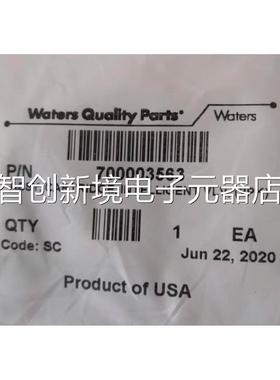 Waters Quality Parts Waters
P/N 700003563
智创新境电子元器店
QTY 1 EA
Code: SC Jun 22, 2020
Product of USA